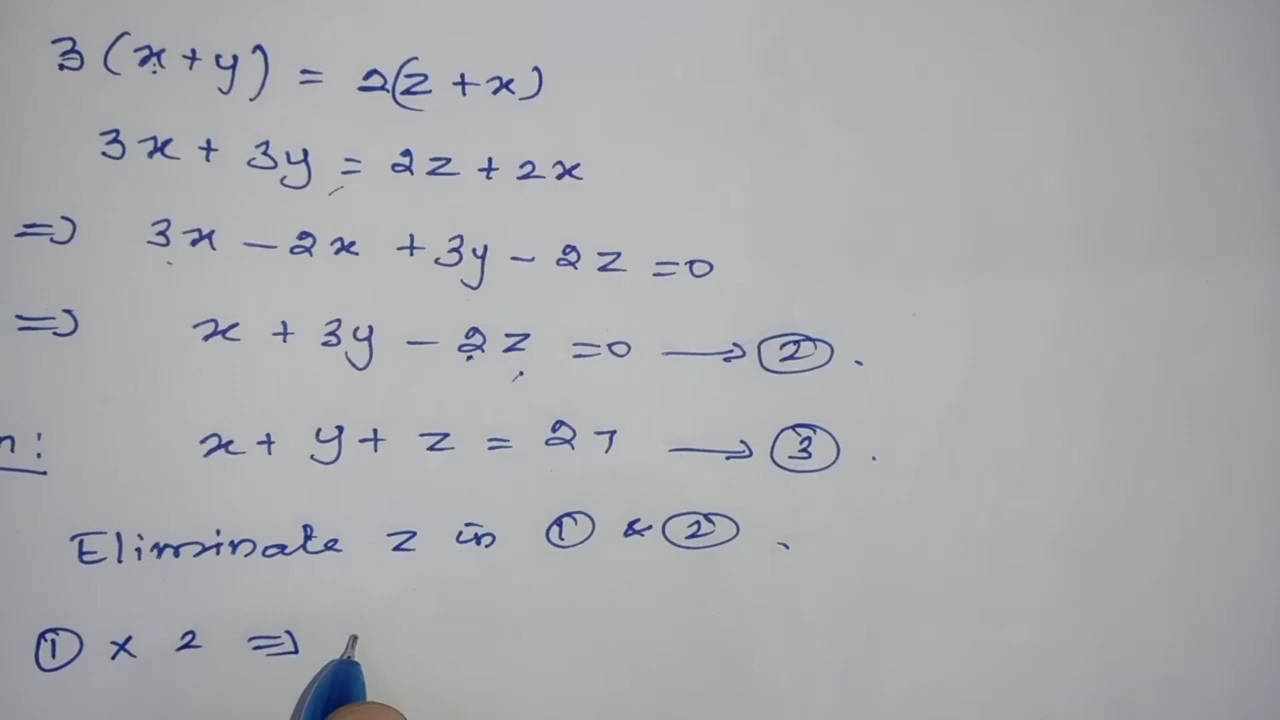 3(x+y) = 2(z+x)
3x + 3y = 2z + 2x
=> 3x - 2x + 3y - 2z = 0
=> x + 3y - 2z = 0 → ②.
n: x + y + z = 27 → ③.
Eliminate z in ① & ②.
① × 2 =>